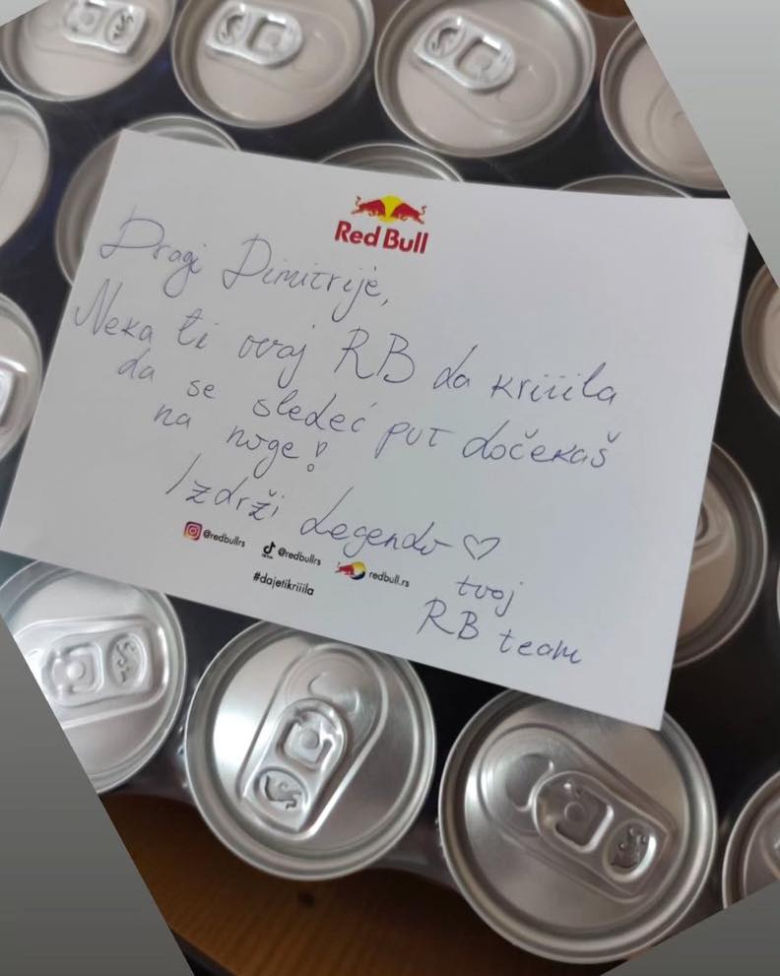 Red Bull
Dragi Dimitrije,
Neka ti ovaj RB da kriiila
da se sledeć put dočekaš
na noge!
Izdrži Legendo ♡
@redbullrs @redbullrs redbull.rs
#dajetikriiila
tvoj
RB team